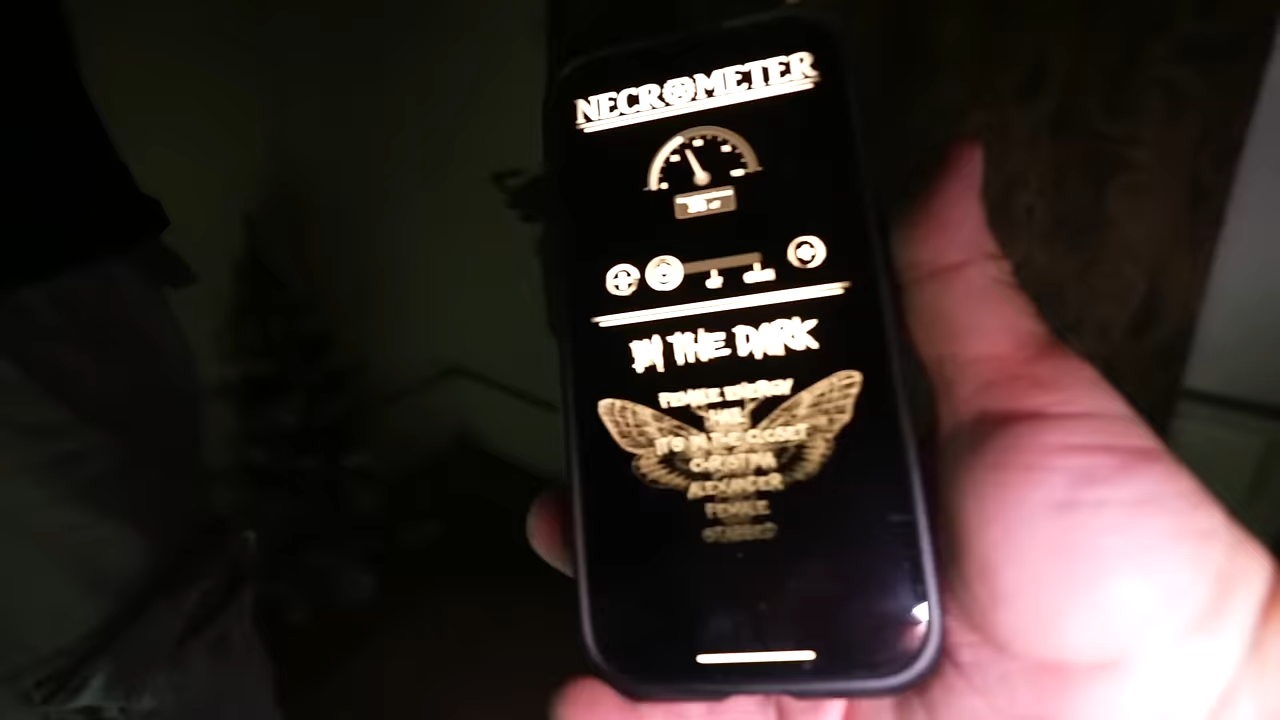 NECROMETER
IN THE DARK
FEMALE ENERGY
IT'S IN THE CLOSET
CHRISTINA
ALEXANDER
FEMALE